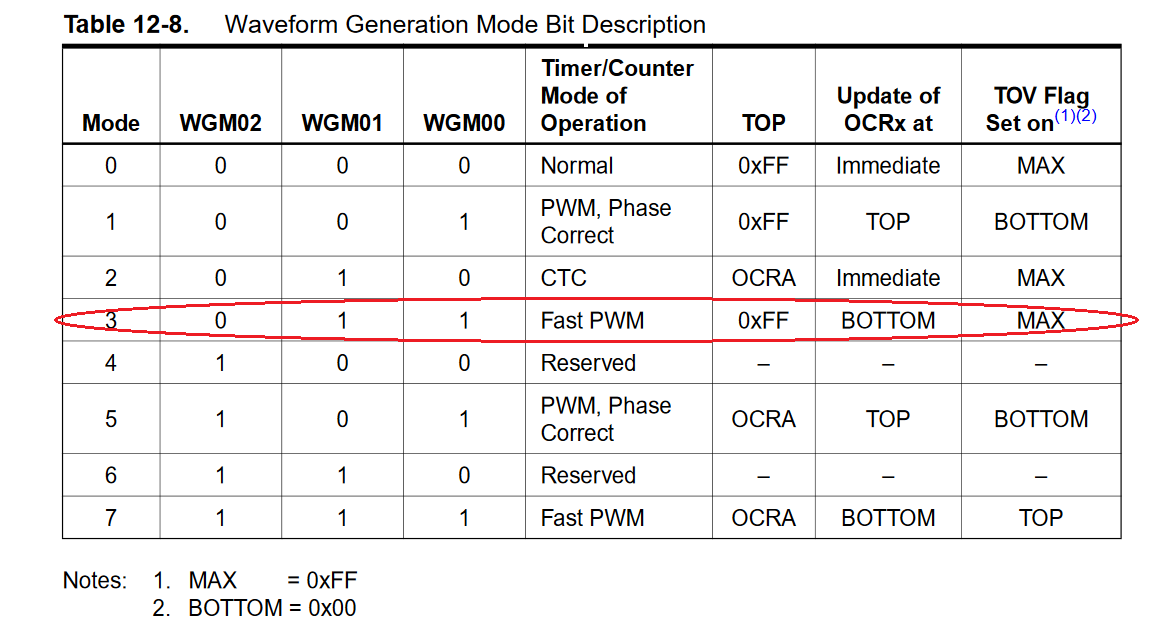 Table 12-8. Waveform Generation Mode Bit Description
Mode WGM02 WGM01 WGM00 Timer/Counter Mode of Operation TOP Update of OCRx at TOV Flag Set on(1)(2)
0 0 0 0 Normal 0xFF Immediate MAX
1 0 0 1 PWM, Phase Correct 0xFF TOP BOTTOM
2 0 1 0 CTC OCRA Immediate MAX
3 0 1 1 Fast PWM 0xFF BOTTOM MAX
4 1 0 0 Reserved – – –
5 1 0 1 PWM, Phase Correct OCRA TOP BOTTOM
6 1 1 0 Reserved – – –
7 1 1 1 Fast PWM OCRA BOTTOM TOP
Notes: 1. MAX = 0xFF
2. BOTTOM = 0x00